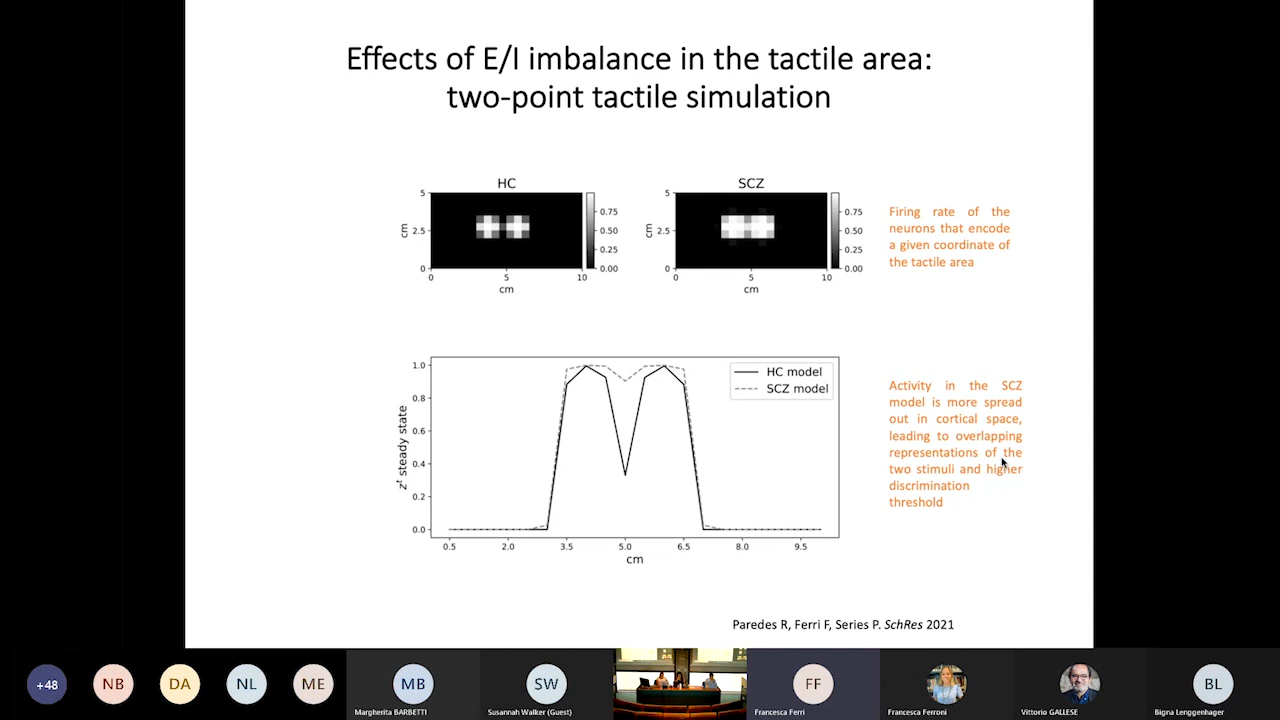 Effects of E/I imbalance in the tactile area:
two-point tactile simulation
HC
SCZ
5
2.5
0
cm
0
5
10
cm
0.75
0.50
0.25
0.00
5
2.5
0
cm
0
5
10
cm
0.75
0.50
0.25
0.00
Firing rate of the
neurons that encode
a given coordinate of
the tactile area
1.0
0.8
0.6
0.4
0.2
0.0
zᵗ steady state
HC model
SCZ model
0.5
2.0
3.5
5.0
6.5
8.0
9.5
cm
Activity in the SCZ
model is more spread
out in cortical space,
leading to overlapping
representations of the
two stimuli and higher
discrimination
threshold
Paredes R, Ferri F, Series P. SchRes 2021
+48
NB
DA
NL
ME
MB
Margherita BARBETTI
SW
Susannah Walker (Guest)
FF
Francesca Ferri
Francesca Ferroni
Vittorio GALLESE
BL
Bigna Lenggenhager